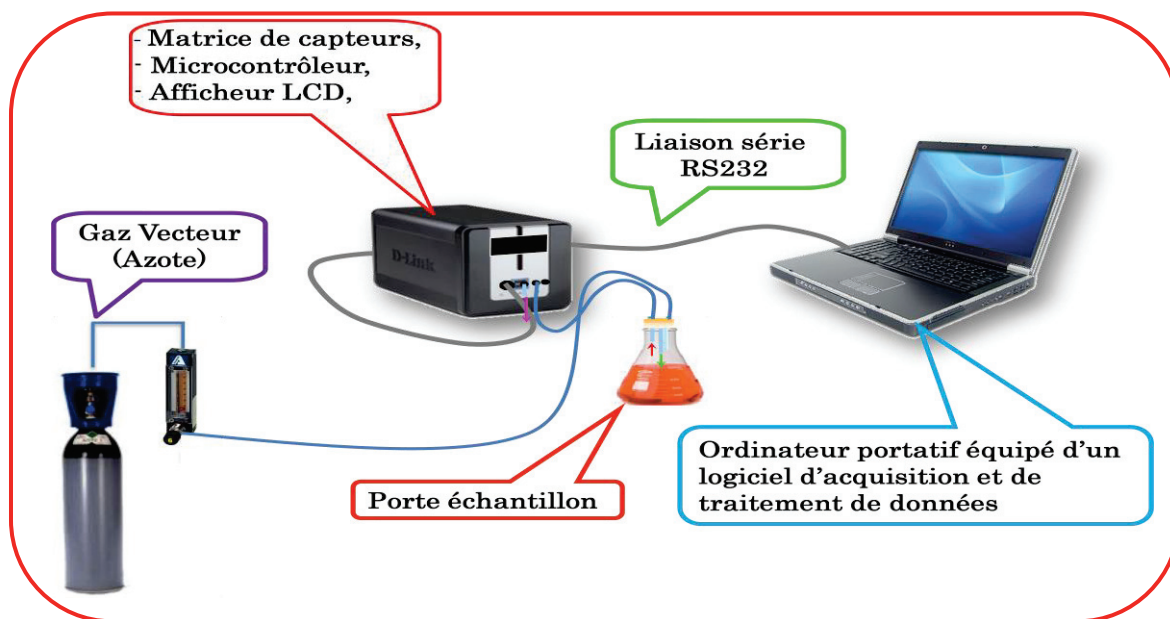 - Matrice de capteurs,
- Microcontrôleur,
- Afficheur LCD,
Liaison série
RS232
Gaz Vecteur
(Azote)
D-Link
Porte échantillon
Ordinateur portatif équipé d'un
logiciel d'acquisition et de
traitement de données